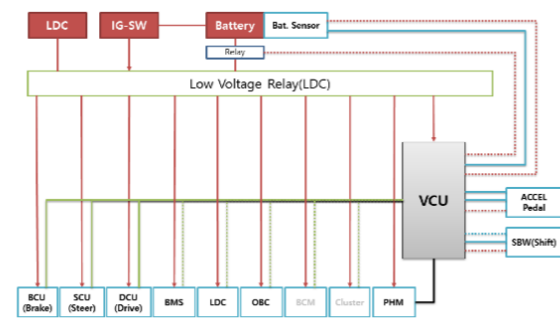 LDC
IG-SW
Battery
Bat. Sensor
Relay
Low Voltage Relay(LDC)
VCU
ACCEL
Pedal
SBW(Shift)
BCU
(Brake)
SCU
(Steer)
DCU
(Drive)
BMS
LDC
OBC
BCM
Cluster
PHM